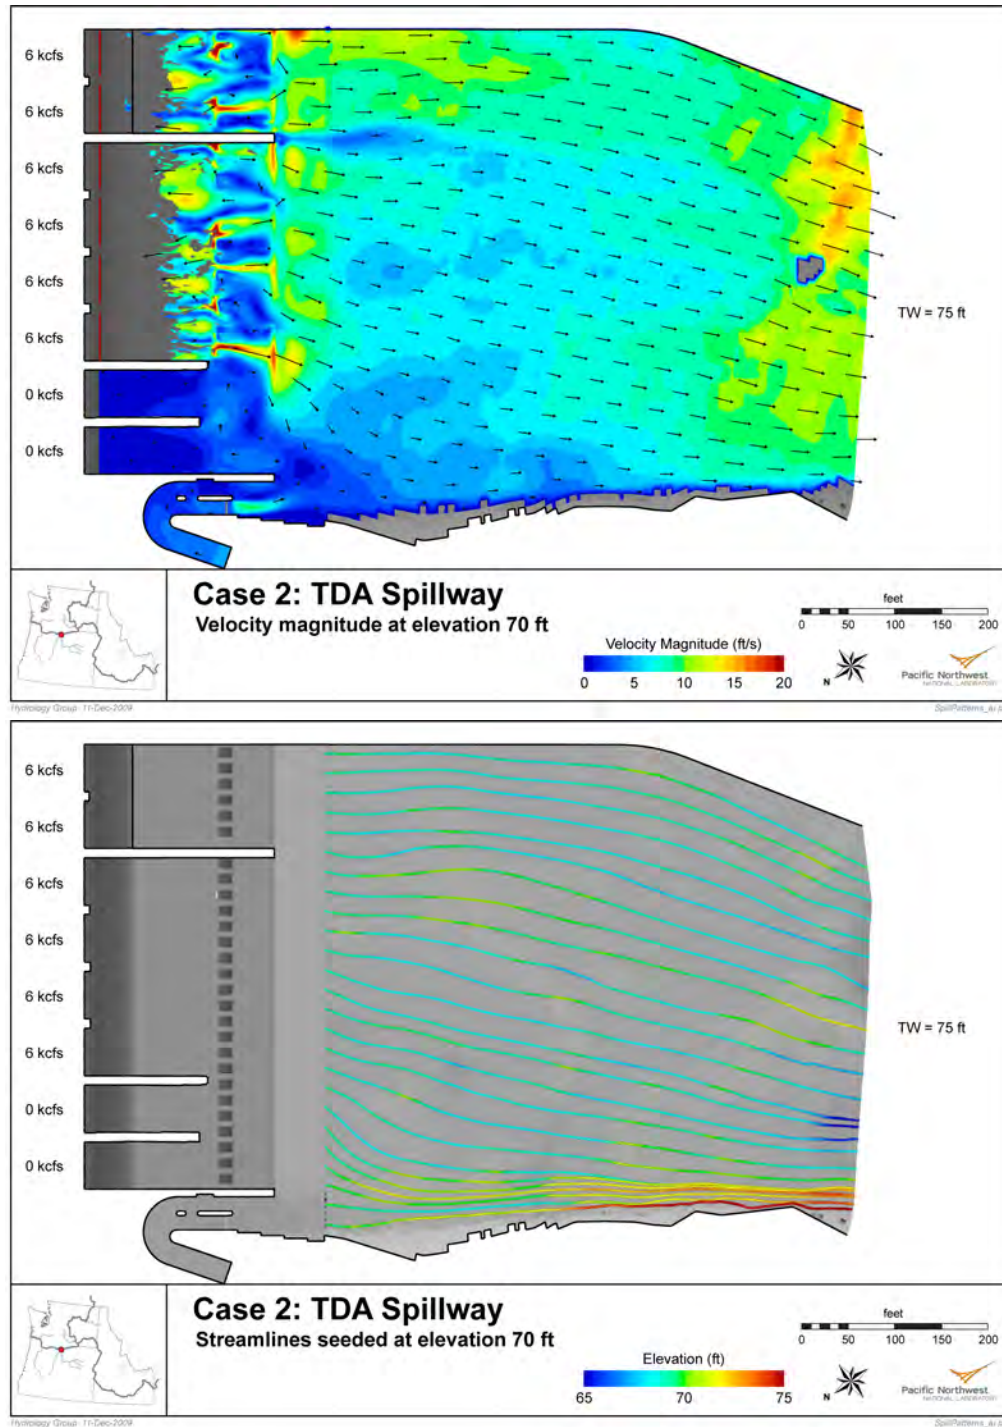 6 kcfs
6 kcfs
6 kcfs
6 kcfs
6 kcfs
6 kcfs
0 kcfs
0 kcfs
TW = 75 ft
Case 2: TDA Spillway
Velocity magnitude at elevation 70 ft
Velocity Magnitude (ft/s)
0 5 10 15 20
feet
0 50 100 150 200
N
Pacific Northwest
NATIONAL LABORATORY
Hydrology Group 11-Dec-2009
6 kcfs
6 kcfs
6 kcfs
6 kcfs
6 kcfs
6 kcfs
0 kcfs
0 kcfs
TW = 75 ft
Case 2: TDA Spillway
Streamlines seeded at elevation 70 ft
Elevation (ft)
65 70 75
feet
0 50 100 150 200
N
Pacific Northwest
NATIONAL LABORATORY
Hydrology Group 11-Dec-2009